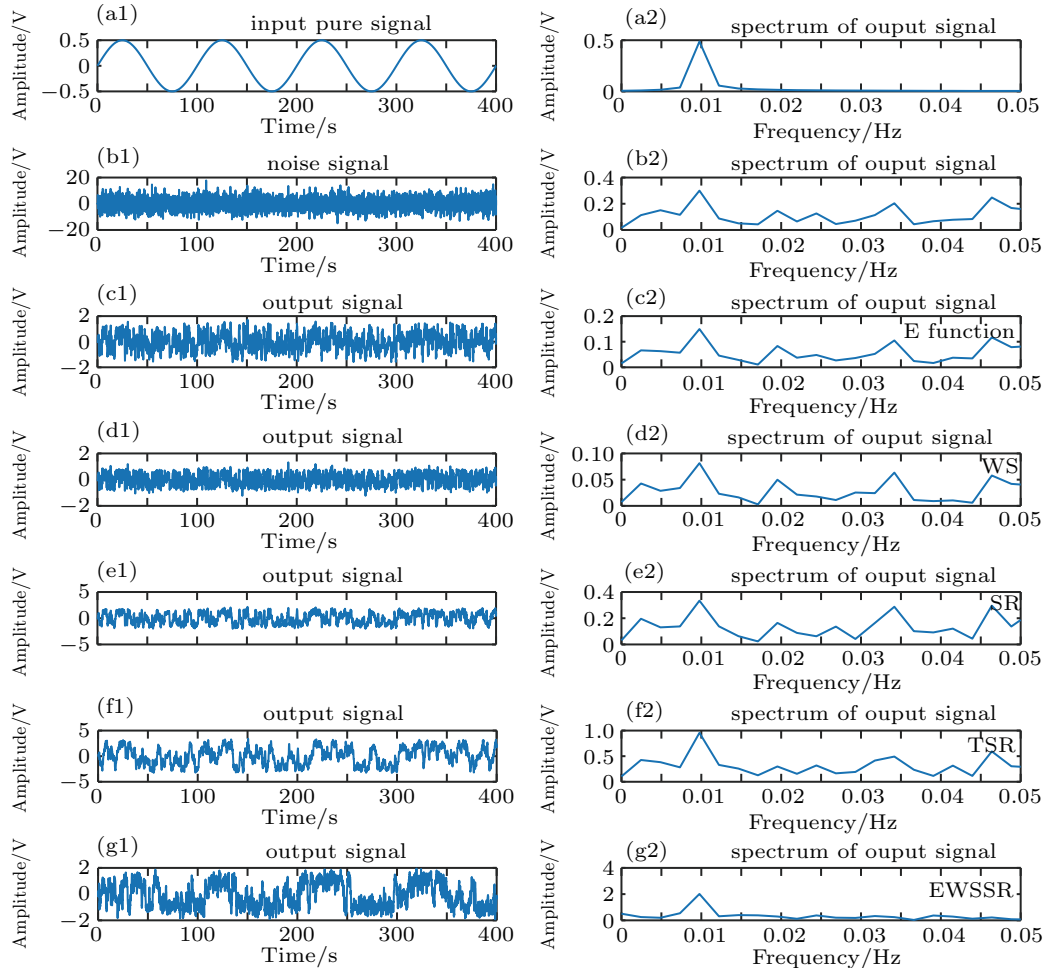 (a1)
input pure signal
Amplitude/V
0.5
0
−0.5
0 100 200 300 400
Time/s
(a2)
spectrum of ouput signal
Amplitude/V
0.5
0
0 0.01 0.02 0.03 0.04 0.05
Frequency/Hz
(b1)
noise signal
Amplitude/V
20
0
−20
0 100 200 300 400
Time/s
(b2)
spectrum of ouput signal
Amplitude/V
0.4
0.2
0
0 0.01 0.02 0.03 0.04 0.05
Frequency/Hz
(c1)
output signal
Amplitude/V
2
0
−2
0 100 200 300 400
Time/s
(c2)
spectrum of ouput signal
Amplitude/V
0.2
0.1
0
E function
0 0.01 0.02 0.03 0.04 0.05
Frequency/Hz
(d1)
output signal
Amplitude/V
2
0
−2
0 100 200 300 400
Time/s
(d2)
spectrum of ouput signal
Amplitude/V
0.10
0.05
0
WS
0 0.01 0.02 0.03 0.04 0.05
Frequency/Hz
(e1)
output signal
Amplitude/V
5
0
−5
(e2)
spectrum of ouput signal
Amplitude/V
0.4
0.2
0
SR
0 0.01 0.02 0.03 0.04 0.05
Frequency/Hz
(f1)
output signal
Amplitude/V
5
0
−5
0 100 200 300 400
Time/s
(f2)
spectrum of ouput signal
Amplitude/V
1.0
0.5
0
TSR
0 0.01 0.02 0.03 0.04 0.05
Frequency/Hz
(g1)
output signal
Amplitude/V
2
0
−2
0 100 200 300 400
Time/s
(g2)
spectrum of ouput signal
Amplitude/V
4
2
0
EWSSR
0 0.01 0.02 0.03 0.04 0.05
Frequency/Hz